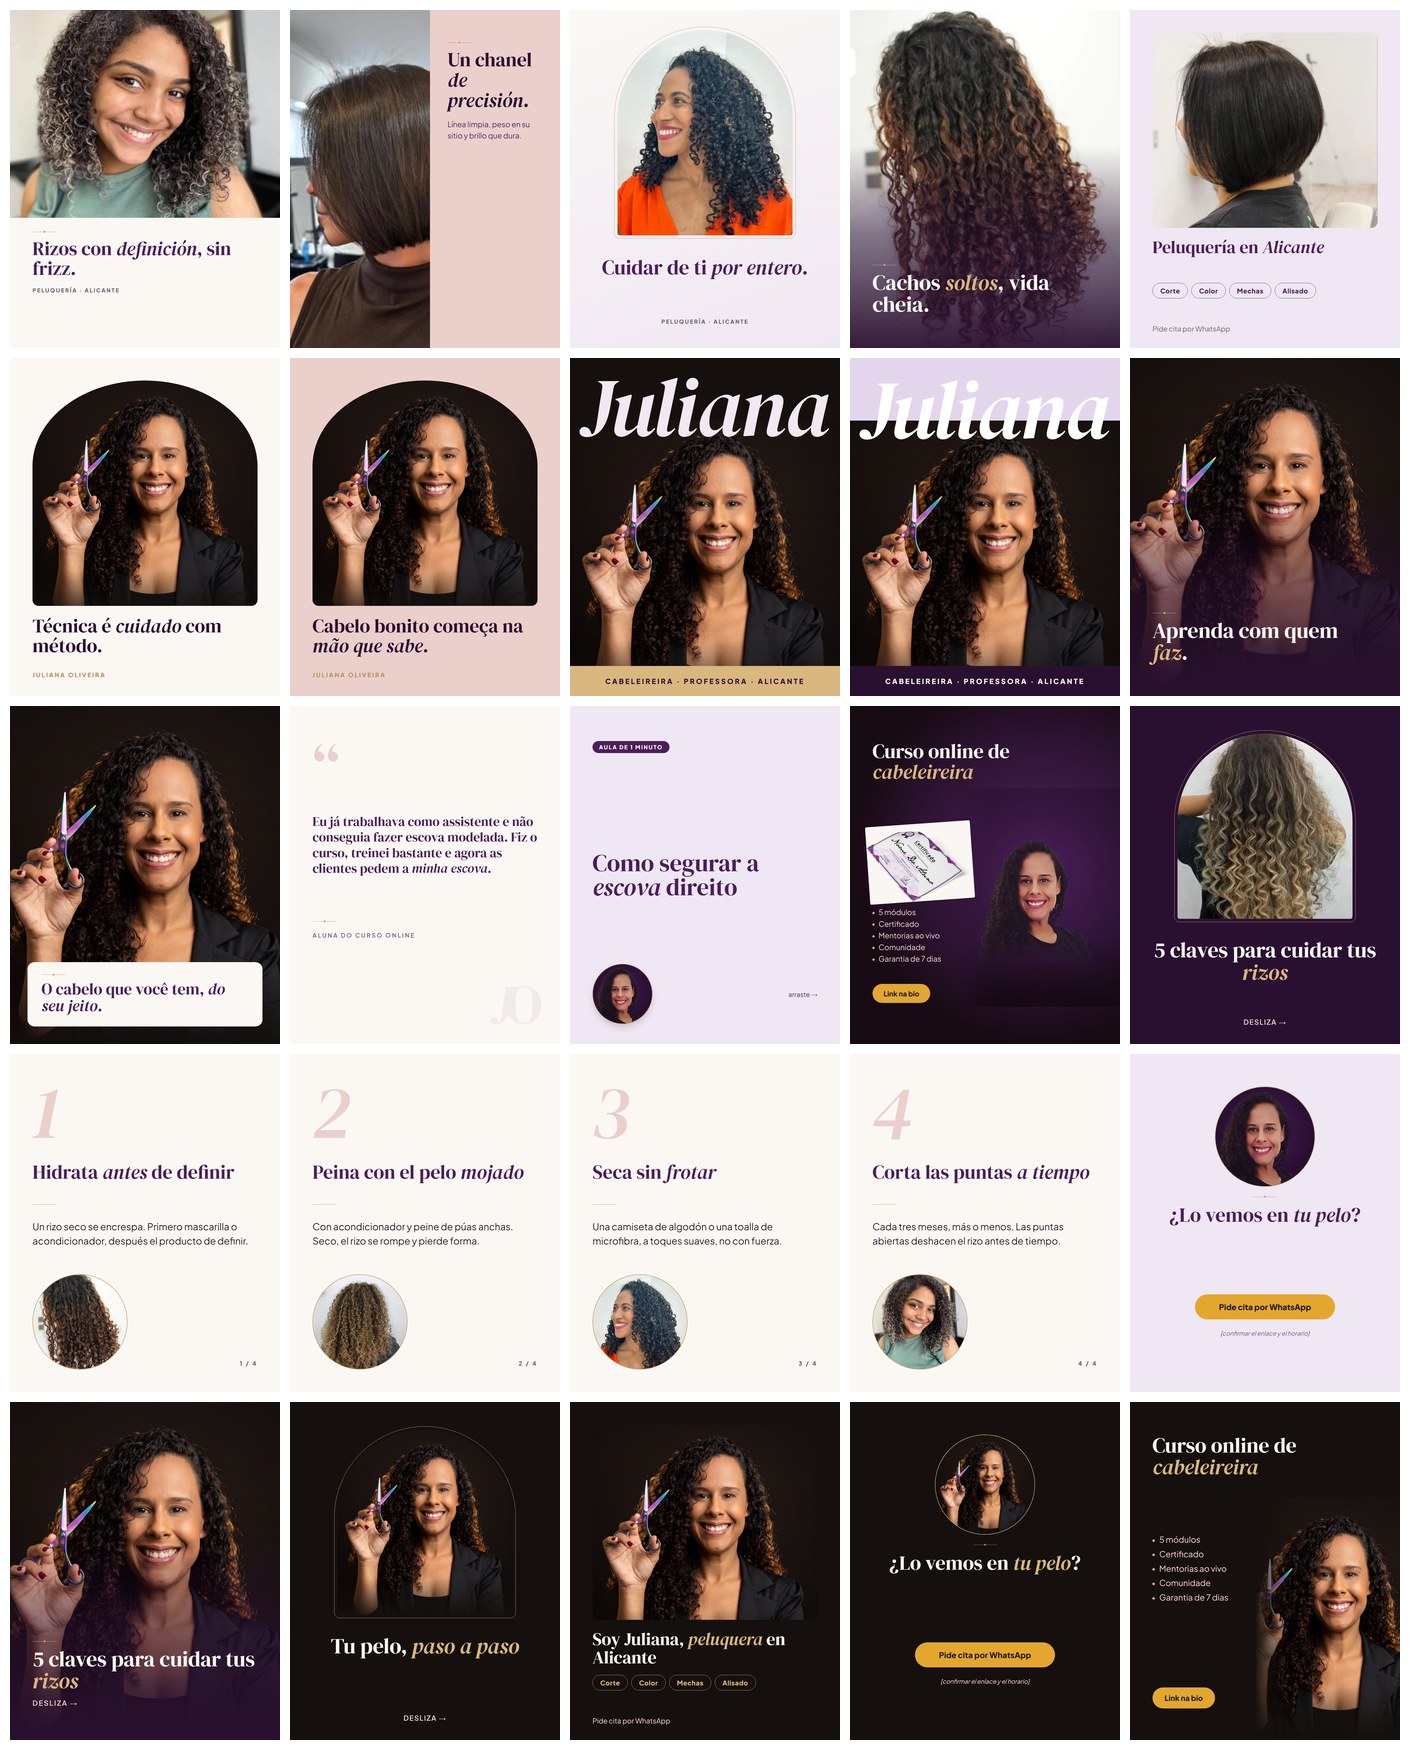 Rizos con definición, sin
frizz.
PELUQUERÍA · ALICANTE
Un chanel
de
precisión.
Línea limpia, peso en su
sitio y brillo que dura.
Cuidar de ti por entero.
PELUQUERÍA · ALICANTE
Cachos soltos, vida
cheia.
Peluquería en Alicante
Corte
Color
Mechas
Alisado
Pide cita por WhatsApp
Técnica é cuidado com
método.
JULIANA OLIVEIRA
Cabelo bonito começa na
mão que sabe.
JULIANA OLIVEIRA
Juliana
CABELEIREIRA · PROFESSORA · ALICANTE
Juliana
CABELEIREIRA · PROFESSORA · ALICANTE
Aprenda com quem
faz.
O cabelo que você tem, do
seu jeito.
“
Eu já trabalhava como assistente e não
conseguia fazer escova modelada. Fiz o
curso, treinei bastante e agora as
clientes pedem a minha escova.
ALUNA DO CURSO ONLINE
JO
AULA DE 1 MINUTO
Como segurar a
escova direito
arraste →
Curso online de
cabeleireira
Certificado
Nome Da Aluna
• 5 módulos
• Certificado
• Mentorias ao vivo
• Comunidade
• Garantia de 7 dias
Link na bio
5 claves para cuidar tus
rizos
DESLIZA →
1
Hidrata antes de definir
Un rizo seco se encrespa. Primero mascarilla o
acondicionador, después el producto de definir.
1 / 4
2
Peina con el pelo mojado
Con acondicionador y peine de púas anchas.
Seco, el rizo se rompe y pierde forma.
2 / 4
3
Seca sin frotar
Una camiseta de algodón o una toalla de
microfibra, a toques suaves, no con fuerza.
3 / 4
4
Corta las puntas a tiempo
Cada tres meses, más o menos. Las puntas
abiertas deshacen el rizo antes de tiempo.
4 / 4
¿Lo vemos en tu pelo?
Pide cita por WhatsApp
[confirmar el enlace y el horario]
5 claves para cuidar tus
rizos
DESLIZA →
Tu pelo, paso a paso
DESLIZA →
Soy Juliana, peluquera en
Alicante
Corte
Color
Mechas
Alisado
Pide cita por WhatsApp
¿Lo vemos en tu pelo?
Pide cita por WhatsApp
[confirmar el enlace y el horario]
Curso online de
cabeleireira
• 5 módulos
• Certificado
• Mentorias ao vivo
• Comunidade
• Garantia de 7 dias
Link na bio